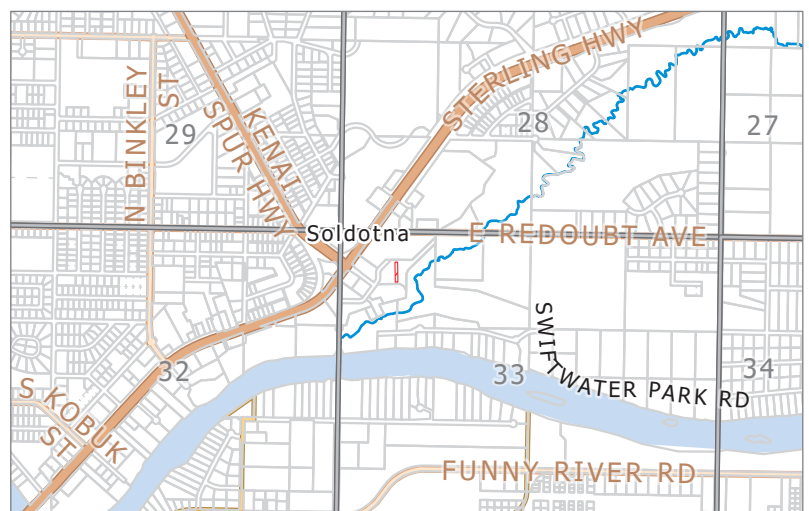 STERLING HWY
N BINKLEY ST
KENAI SPUR HWY
29
28
27
Soldotna
E REDOUBT AVE
SWIFTWATER PARK RD
32
33
34
S KOBUK ST
FUNNY RIVER RD